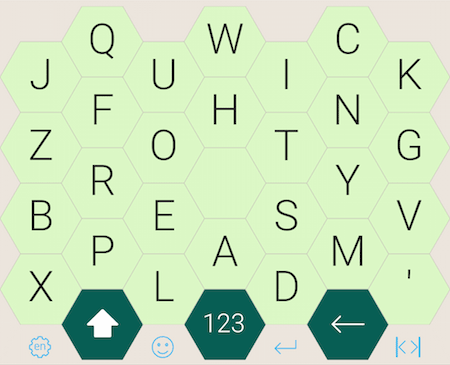 Q W C
J U I K
F H N
Z O T G
R Y
B E S V
P A M
X L D '
123
en